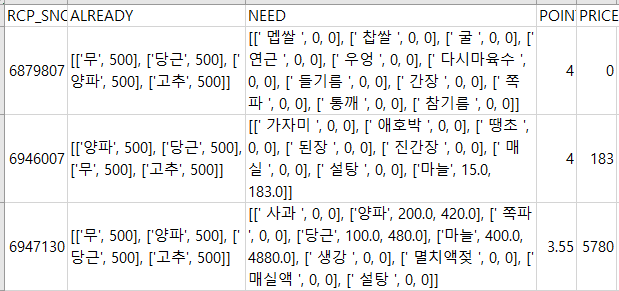 RCP_SNO ALREADY NEED POINT PRICE
6879807 [['무', 500], ['당근', 500], ['
양파', 500], ['고추', 500]] [[' 멥쌀 ', 0, 0], [' 찹쌀 ', 0, 0], [' 굴 ', 0, 0], ['
연근 ', 0, 0], [' 우엉 ', 0, 0], [' 다시마육수 '
, 0, 0], [' 들기름 ', 0, 0], [' 간장 ', 0, 0], [' 쪽
파 ', 0, 0], [' 통깨 ', 0, 0], [' 참기름 ', 0, 0]] 4 0
6946007 [['양파', 500], ['당근', 500],
['무', 500], ['고추', 500]] [[' 가자미 ', 0, 0], [' 애호박 ', 0, 0], [' 땡초 '
, 0, 0], [' 된장 ', 0, 0], [' 진간장 ', 0, 0], [' 매
실 ', 0, 0], [' 설탕 ', 0, 0], ['마늘', 15.0,
183.0]] 4 183
6947130 [['무', 500], ['양파', 500], ['
당근', 500], ['고추', 500]] [[' 사과 ', 0, 0], ['양파', 200.0, 420.0], [' 쪽파
', 0, 0], ['당근', 100.0, 480.0], ['마늘', 400.0,
4880.0], [' 생강 ', 0, 0], [' 멸치액젖 ', 0, 0], ['
매실액 ', 0, 0], [' 설탕 ', 0, 0]] 3.55 5780